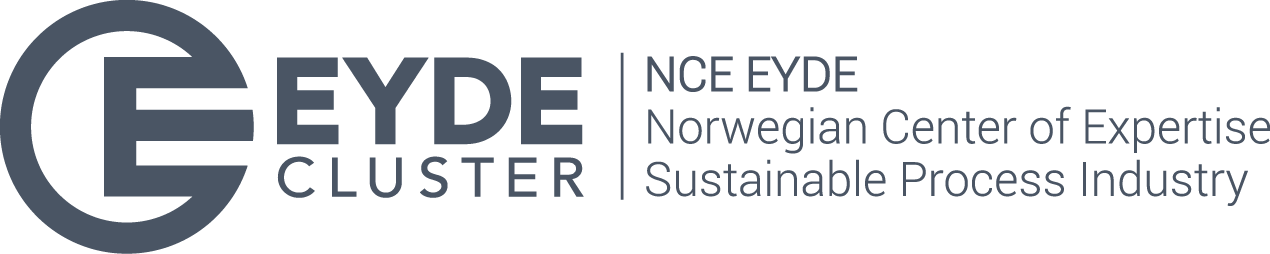 EYDE
CLUSTER
NCE EYDE
Norwegian Center of Expertise
Sustainable Process Industry